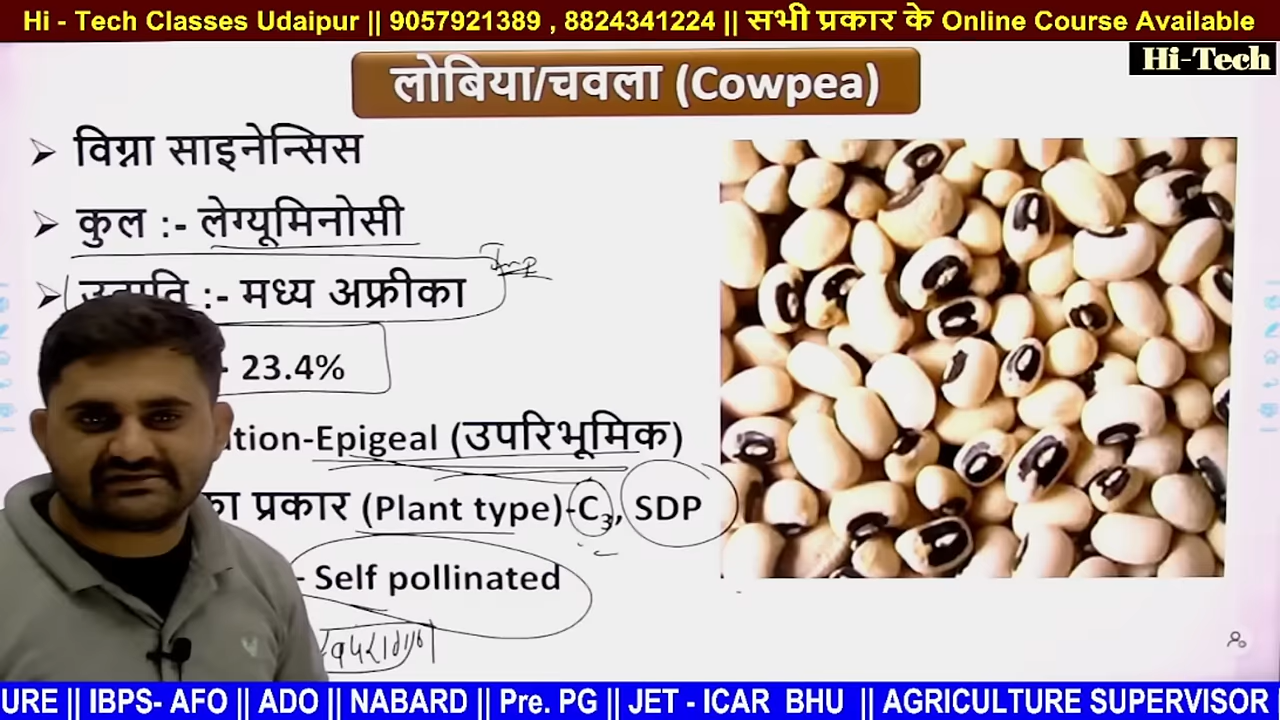 Hi - Tech Classes Udaipur || 9057921389 , 8824341224 || सभी प्रकार के Online Course Available
Hi-Tech
लोबिया/चवला (Cowpea)
➤ विग्ना साइनेन्सिस
➤ कुल :- लेग्यूमिनोसी
Imp
➤ :- मध्य अफ्रीका
- 23.4%
-Epigeal (उपरिभूमिक)
प्रकार (Plant type)-C₃, SDP
- Self pollinated
URE || IBPS- AFO || ADO || NABARD || Pre. PG || JET - ICAR BHU || AGRICULTURE SUPERVISOR